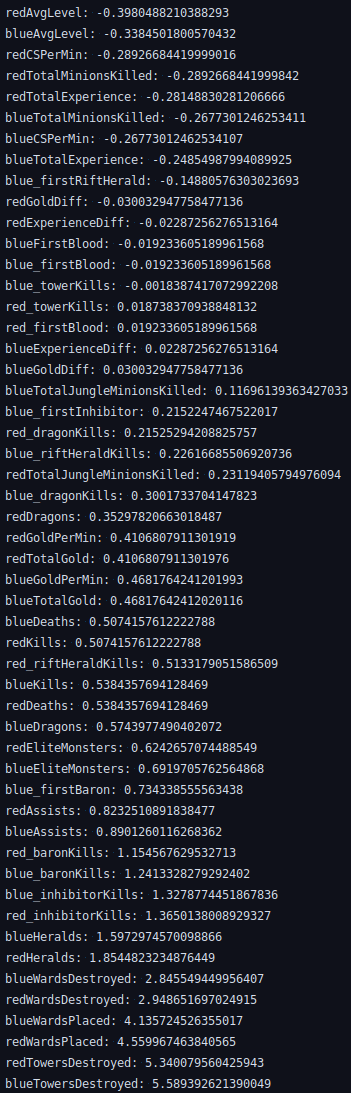 redAvgLevel: -0.3980488210388293
blueAvgLevel: -0.3384501800570432
redCSPerMin: -0.28926684419999016
redTotalMinionsKilled: -0.2892668441999842
redTotalExperience: -0.28148830281206666
blueTotalMinionsKilled: -0.2677301246253411
blueCSPerMin: -0.26773012462534107
blueTotalExperience: -0.24854987994089925
blue_firstRiftHerald: -0.14880576303023693
redGoldDiff: -0.030032947758477136
redExperienceDiff: -0.02287256276513164
blueFirstBlood: -0.019233605189961568
blue_firstBlood: -0.019233605189961568
blue_towerKills: -0.0018387417072992208
red_towerKills: 0.018738370938848132
red_firstBlood: 0.019233605189961568
blueExperienceDiff: 0.02287256276513164
blueGoldDiff: 0.030032947758477136
blueTotalJungleMinionsKilled: 0.11696139363427033
blue_firstInhibitor: 0.2152247467522017
red_dragonKills: 0.21525294208825757
blue_riftHeraldKills: 0.22616685506920736
redTotalJungleMinionsKilled: 0.23119405794976094
blue_dragonKills: 0.3001733704147823
redDragons: 0.35297820663018487
redGoldPerMin: 0.4106807911301919
redTotalGold: 0.4106807911301976
blueGoldPerMin: 0.4681764241201993
blueTotalGold: 0.46817642412020116
blueDeaths: 0.5074157612222788
redKills: 0.5074157612222788
red_riftHeraldKills: 0.5133179051586509
blueKills: 0.5384357694128469
redDeaths: 0.5384357694128469
blueDragons: 0.5743977490402072
redEliteMonsters: 0.6242657074488549
blueEliteMonsters: 0.6919705762564868
blue_firstBaron: 0.734338555563438
redAssists: 0.8232510891838477
blueAssists: 0.8901260116268362
red_baronKills: 1.154567629532713
blue_baronKills: 1.2413328279292402
blue_inhibitorKills: 1.3278774451867836
red_inhibitorKills: 1.3650138008929327
blueHeralds: 1.5972974570098866
redHeralds: 1.8544823234876449
blueWardsDestroyed: 2.845549449956407
redWardsDestroyed: 2.948651697024915
blueWardsPlaced: 4.135724526355017
redWardsPlaced: 4.559967463840565
redTowersDestroyed: 5.340079560425943
blueTowersDestroyed: 5.589392621390049